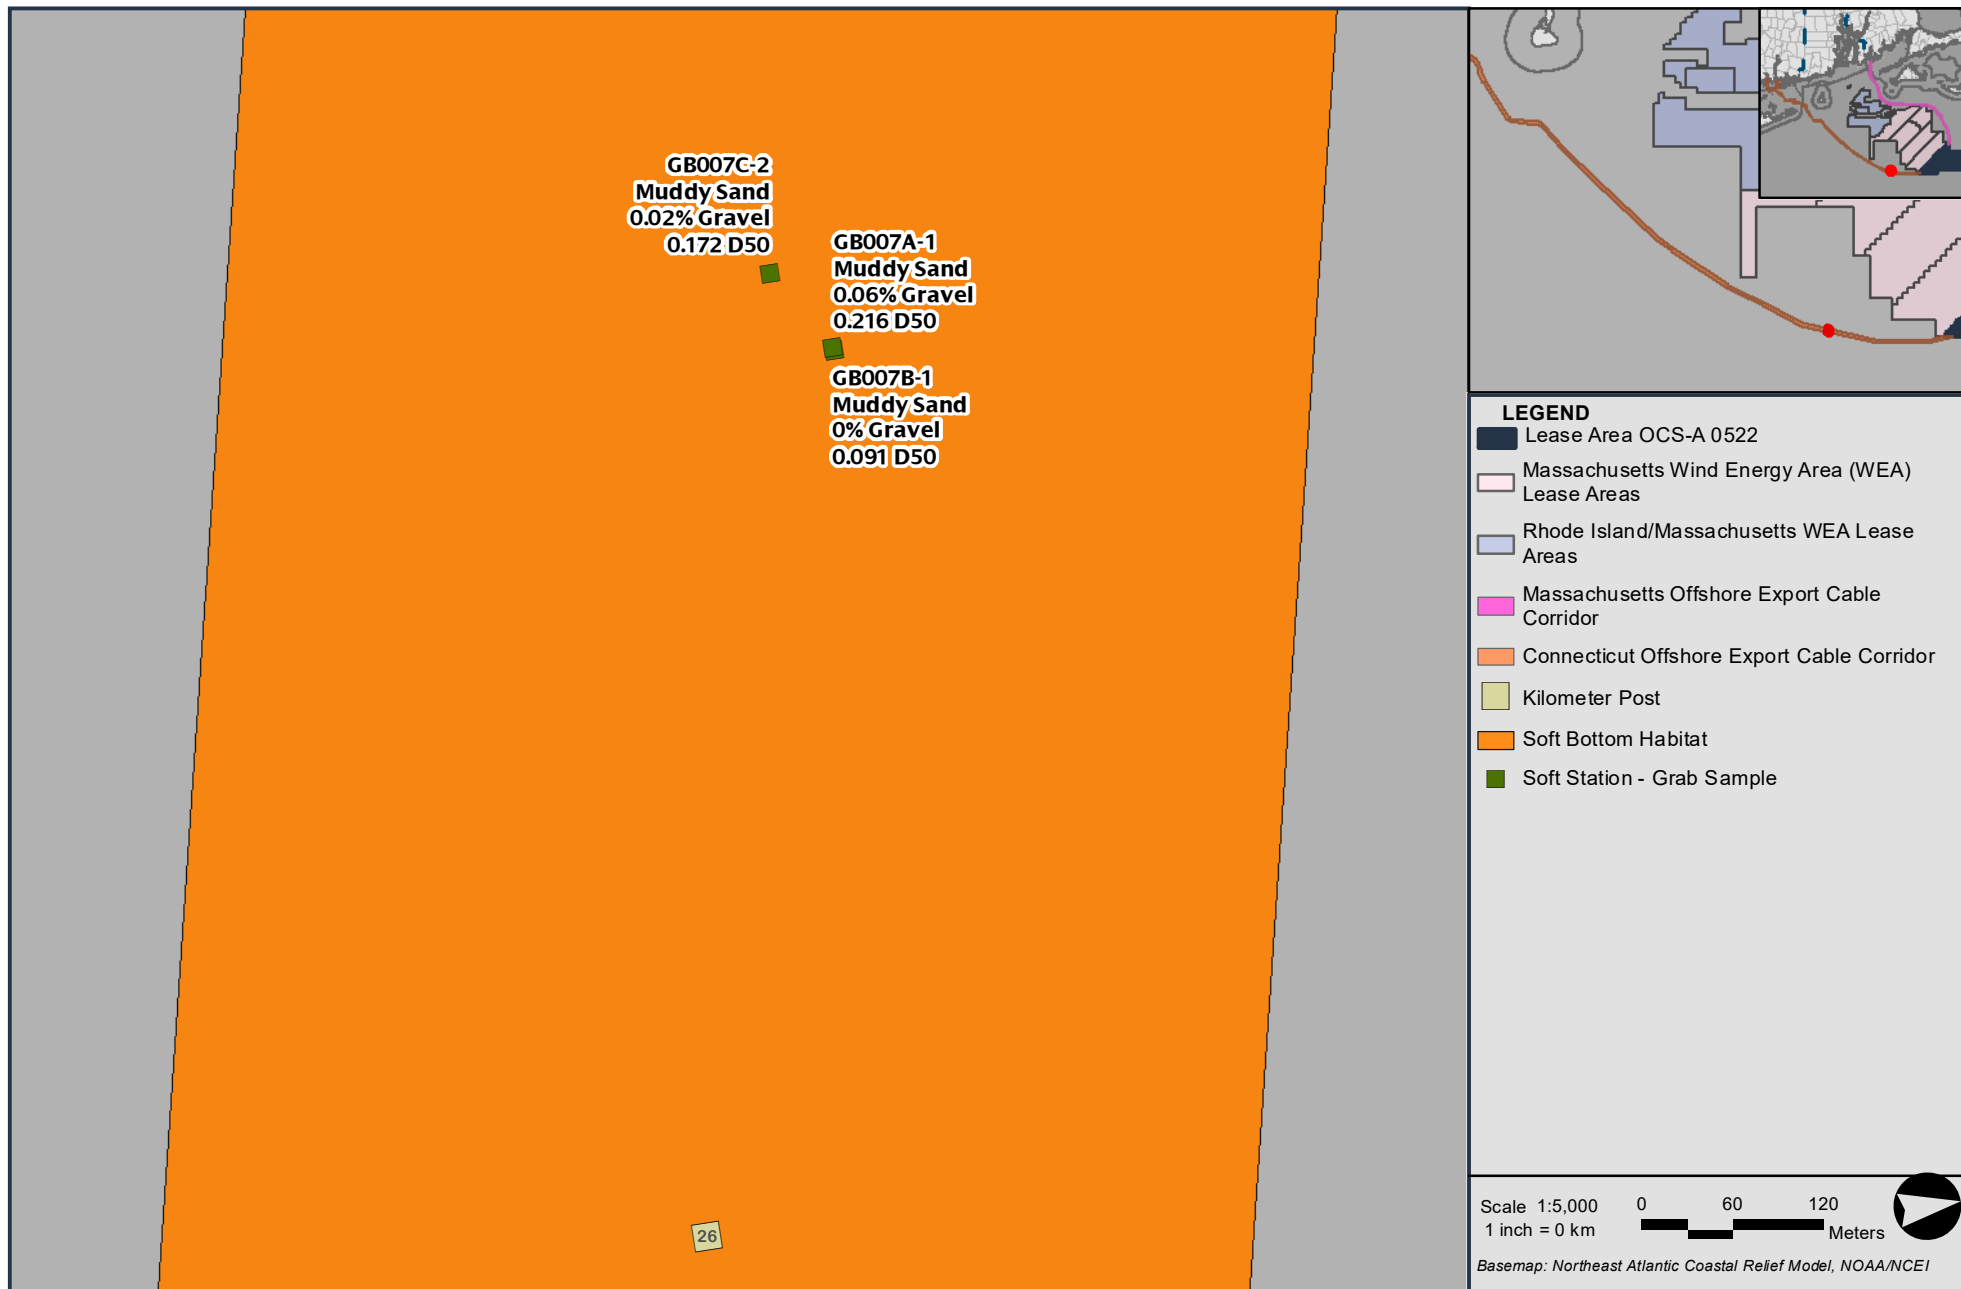 GB007C-2
Muddy Sand
0.02% Gravel
0.172 D50
GB007A-1
Muddy Sand
0.06% Gravel
0.216 D50
GB007B-1
Muddy Sand
0% Gravel
0.091 D50
26
LEGEND
Lease Area OCS-A 0522
Massachusetts Wind Energy Area (WEA)
Lease Areas
Rhode Island/Massachusetts WEA Lease
Areas
Massachusetts Offshore Export Cable
Corridor
Connecticut Offshore Export Cable Corridor
Kilometer Post
Soft Bottom Habitat
Soft Station - Grab Sample
Scale 1:5,000
1 inch = 0 km
0 60 120
Meters
Basemap: Northeast Atlantic Coastal Relief Model, NOAA/NCEI